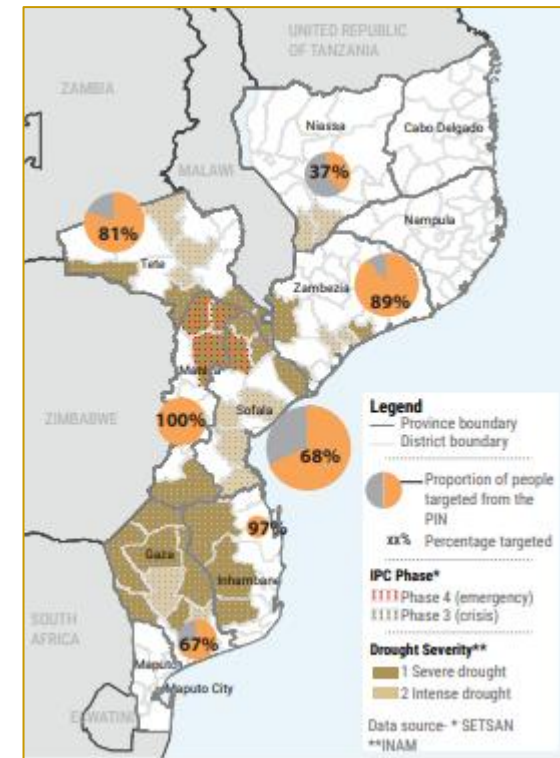 UNITED REPUBLIC
OF TANZANIA
ZAMBIA
Niassa
Cabo Delgado
MALAWI
37%
Nampula
81%
Tete
Zambezia
89%
Manica
ZIMBABWE
100%
Sofala
68%
97%
Gaza
Inhambane
SOUTH
AFRICA
67%
Maputo
Maputo City
ESWATINI
Legend
Province boundary
District boundary
Proportion of people
targeted from the
PIN
xx% Percentage targeted
IPC Phase*
Phase 4 (emergency)
Phase 3 (crisis)
Drought Severity**
1 Severe drought
2 Intense drought
Data source- * SETSAN
**INAM